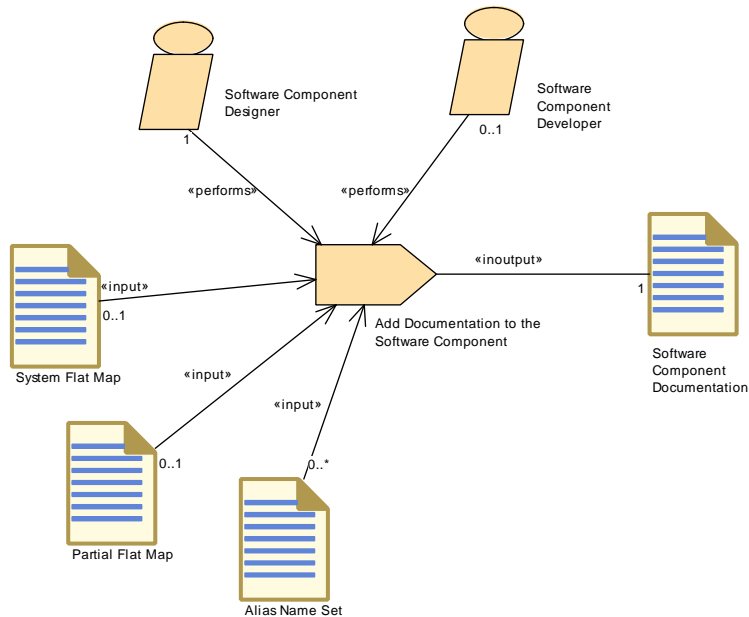 Software Component
Designer
Software
Component
Developer
1
0..1
«performs»
«performs»
«input»
0..1
System Flat Map
«inoutput»
1
Add Documentation to the
Software Component
Software
Component
Documentation
«input»
0..1
Partial Flat Map
«input»
0..*
Alias Name Set